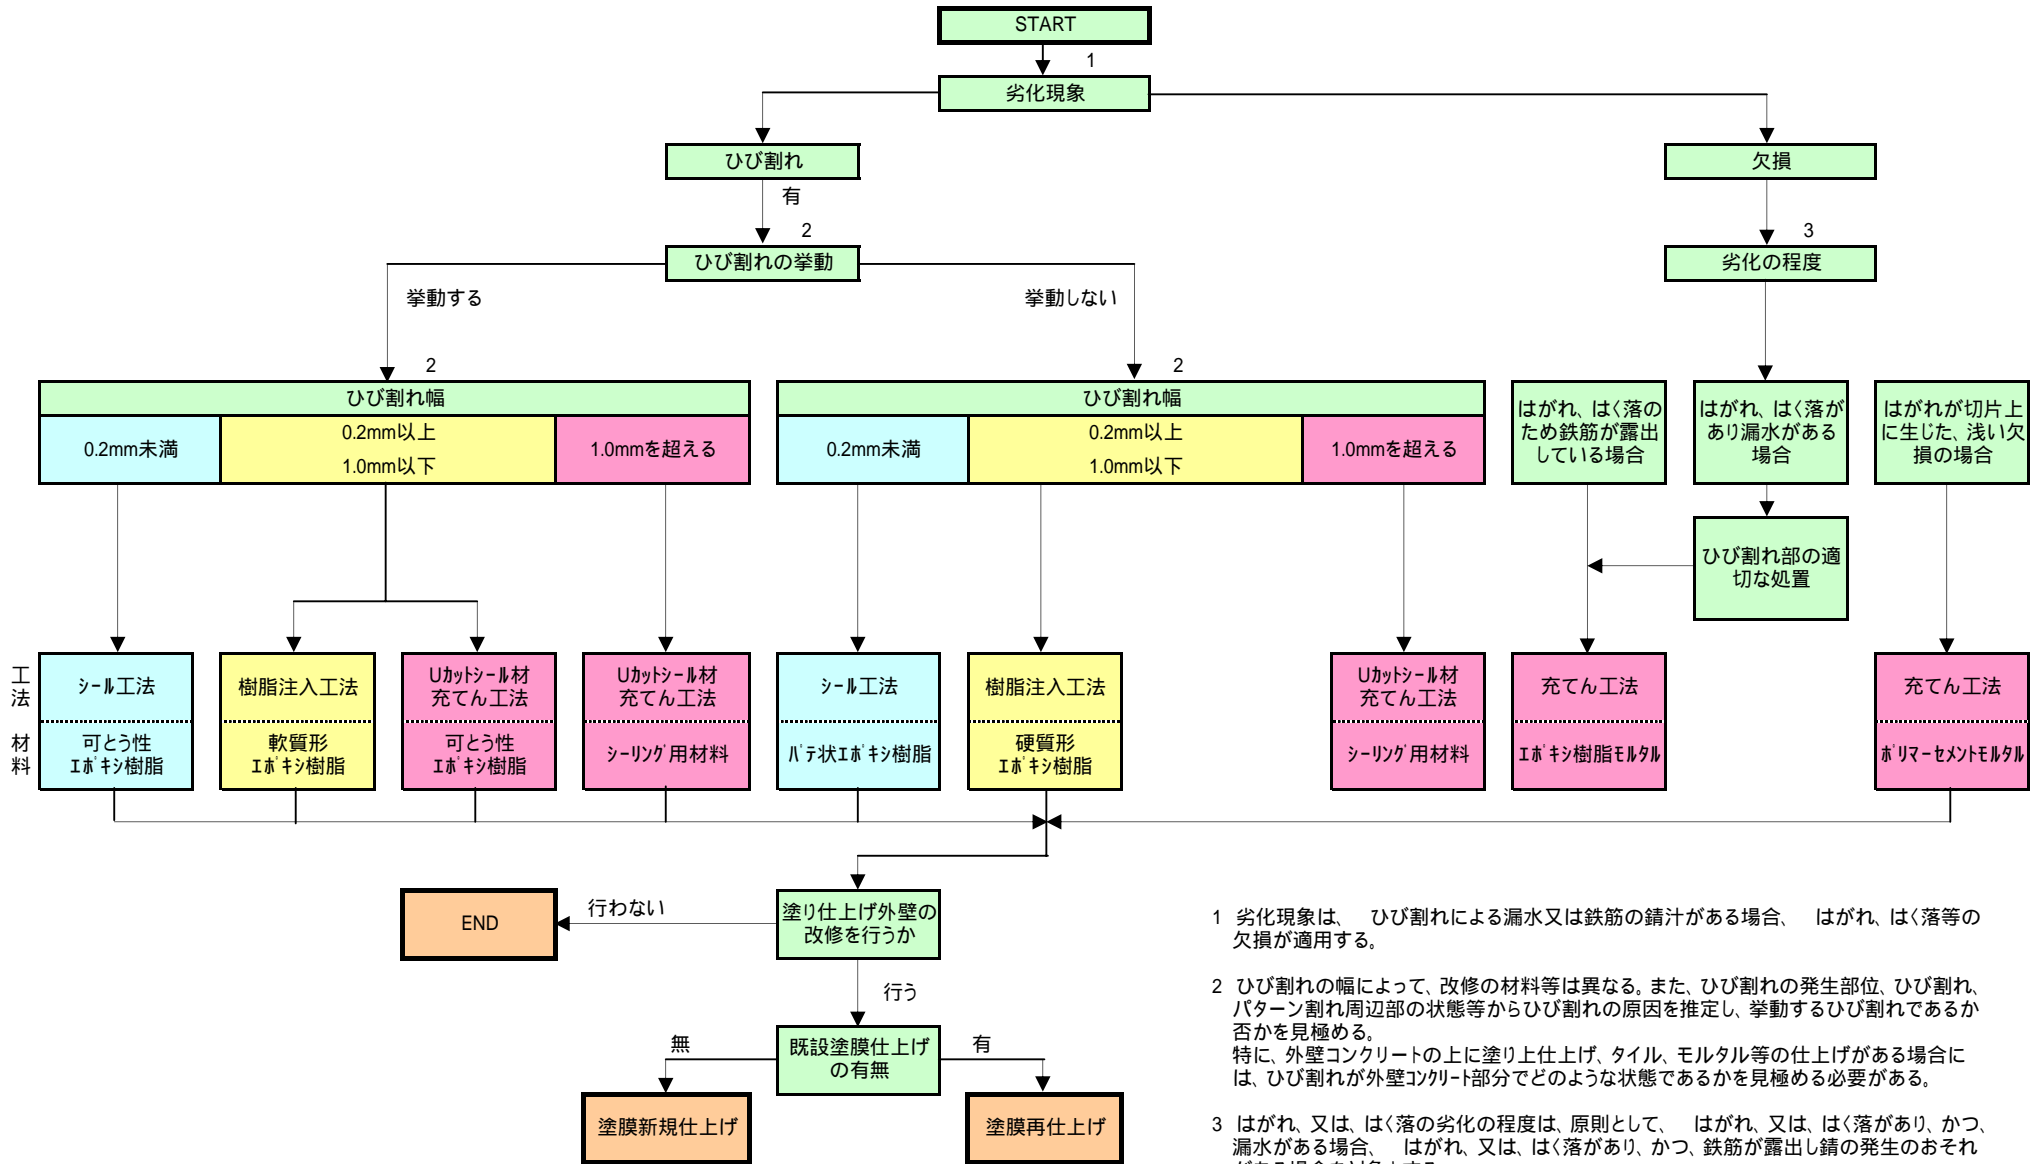 START
1
劣化現象
ひび割れ
欠損
有
2
3
ひび割れの挙動
劣化の程度
挙動する
挙動しない
2
2
ひび割れ幅
0.2mm未満
0.2mm以上
1.0mm以下
1.0mmを超える
ひび割れ幅
0.2mm未満
0.2mm以上
1.0mm以下
1.0mmを超える
はがれ、はく落の
ため鉄筋が露出
している場合
はがれ、はく落が
あり漏水がある
場合
はがれが切片上
に生じた、浅い欠
損の場合
ひび割れ部の適
切な処置
工
法
ｼｰﾙ工法
樹脂注入工法
Uｶｯﾄｼｰﾙ材
充てん工法
Uｶｯﾄｼｰﾙ材
充てん工法
ｼｰﾙ工法
樹脂注入工法
Uｶｯﾄｼｰﾙ材
充てん工法
充てん工法
充てん工法
材
料
可とう性
ｴﾎﾟｷｼ樹脂
軟質形
ｴﾎﾟｷｼ樹脂
可とう性
ｴﾎﾟｷｼ樹脂
ｼｰﾘﾝｸﾞ用材料
ﾊﾟﾃ状ｴﾎﾟｷｼ樹脂
硬質形
ｴﾎﾟｷｼ樹脂
ｼｰﾘﾝｸﾞ用材料
ｴﾎﾟｷｼ樹脂ﾓﾙﾀﾙ
ﾎﾟﾘﾏｰｾﾒﾝﾄﾓﾙﾀﾙ
END
行わない
塗り仕上げ外壁の
改修を行うか
行う
無
既設塗膜仕上げ
の有無
有
塗膜新規仕上げ
塗膜再仕上げ
1 劣化現象は、　ひび割れによる漏水又は鉄筋の錆汁がある場合、　はがれ、はく落等の
欠損が適用する。
2 ひび割れの幅によって、改修の材料等は異なる。また、ひび割れの発生部位、ひび割れ、
パターン割れ周辺部の状態等からひび割れの原因を推定し、挙動するひび割れであるか
否かを見極める。
特に、外壁コンクリートの上に塗り上仕上げ、ﾀｲﾙ、モルタル等の仕上げがある場合に
は、ひび割れが外壁ｺﾝｸﾘｰﾄ部分でどのような状態であるかを見極める必要がある。
3 はがれ、又は、はく落の劣化の程度は、原則として、　はがれ、又は、はく落があり、かつ、
漏水がある場合、　はがれ、又は、はく落があり、かつ、鉄筋が露出し錆の発生のおそれ